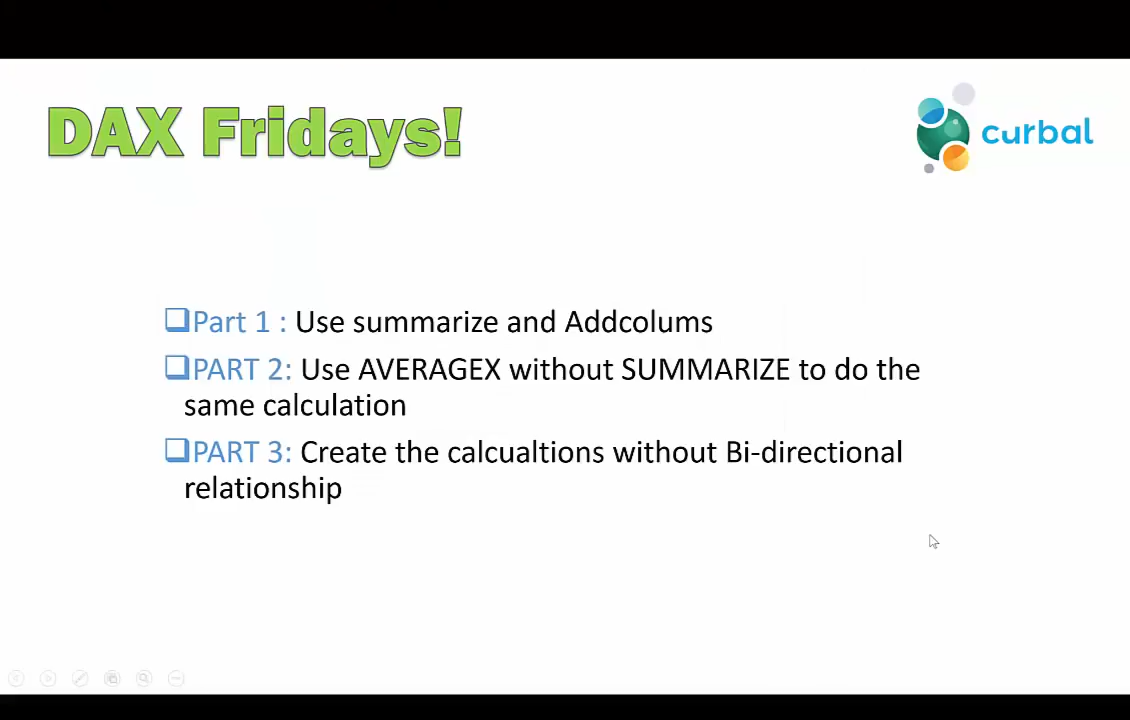 DAX Fridays!
curbal
Part 1 : Use summarize and Addcolums
PART 2: Use AVERAGEX without SUMMARIZE to do the
same calculation
PART 3: Create the calcualtions without Bi-directional
relationship